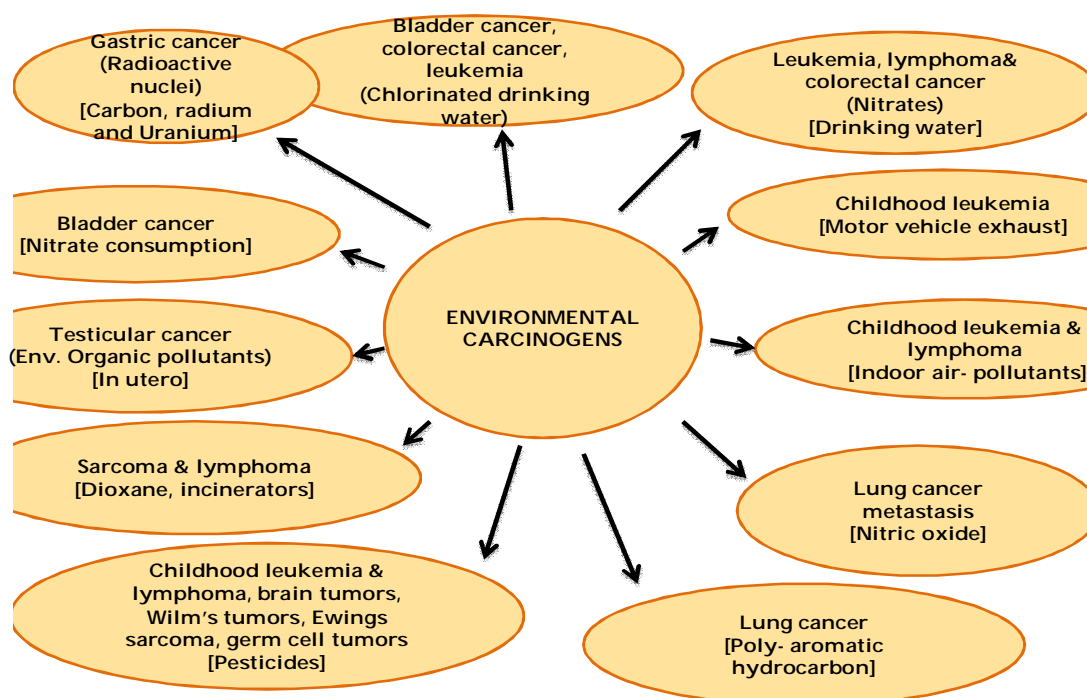 Gastric cancer
(Radioactive
nuclei)
[Carbon, radium
and Uranium]
Bladder cancer,
colorectal cancer,
leukemia
(Chlorinated drinking
water)
Leukemia, lymphoma&
colorectal cancer
(Nitrates)
[Drinking water]
Bladder cancer
[Nitrate consumption]
Childhood leukemia
[Motor vehicle exhaust]
ENVIRONMENTAL
CARCINOGENS
Testicular cancer
(Env. Organic pollutants)
[In utero]
Childhood leukemia &
lymphoma
[Indoor air- pollutants]
Sarcoma & lymphoma
[Dioxane, incinerators]
Lung cancer
metastasis
[Nitric oxide]
Childhood leukemia &
lymphoma, brain tumors,
Wilm's tumors, Ewings
sarcoma, germ cell tumors
[Pesticides]
Lung cancer
[Poly- aromatic
hydrocarbon]